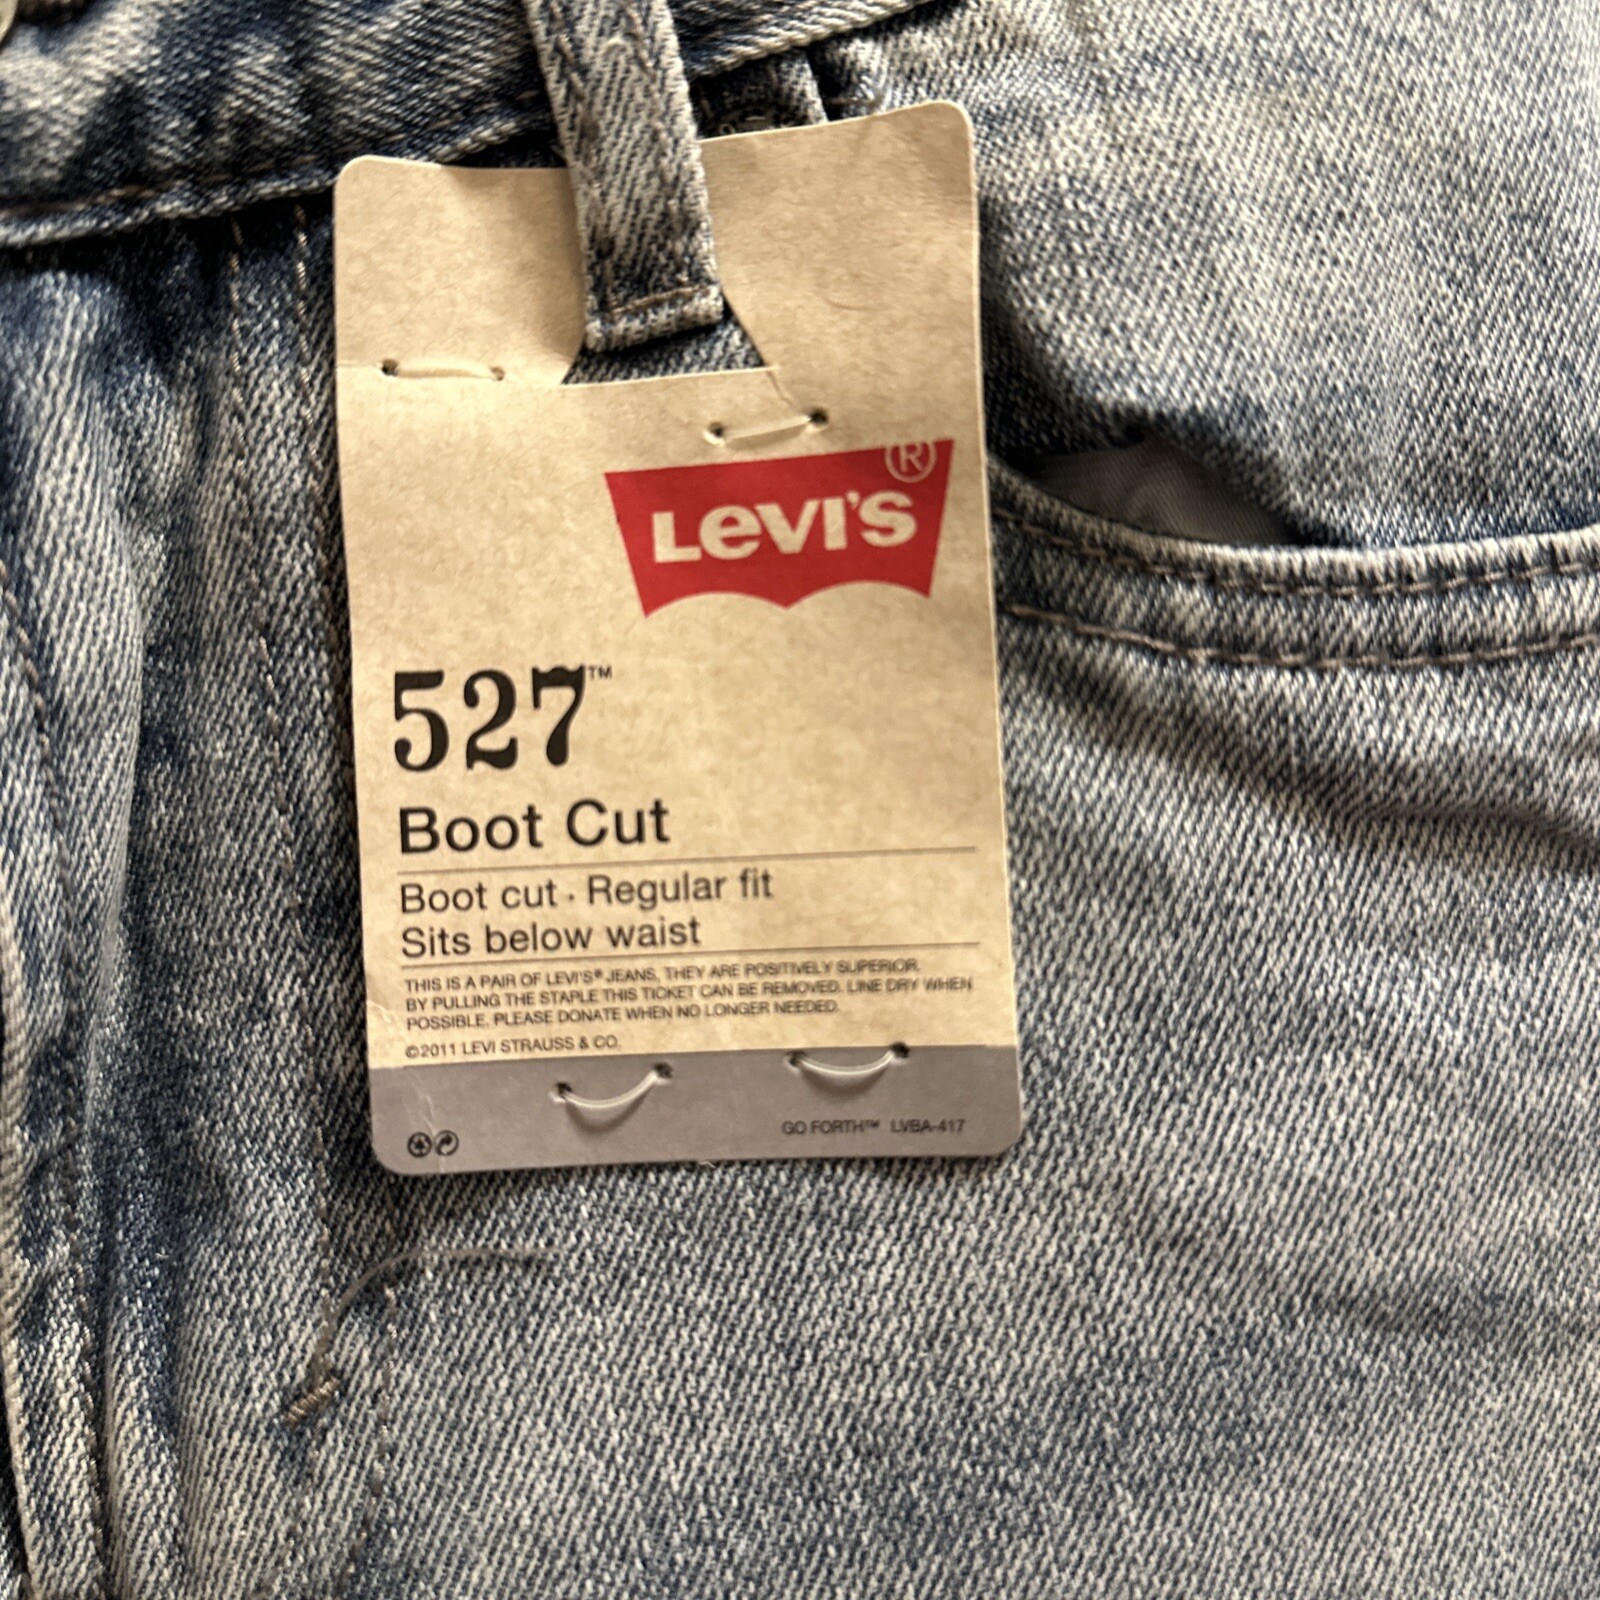 LEVI'S®
527™
Boot Cut
Boot cut · Regular fit
Sits below waist
THIS IS A PAIR OF LEVI'S® JEANS. THEY ARE POSITIVELY SUPERIOR.
BY PULLING THE STAPLE THIS TICKET CAN BE REMOVED. LINE DRY WHEN
POSSIBLE. PLEASE DONATE WHEN NO LONGER NEEDED.
©2011 LEVI STRAUSS & CO.
GO FORTH™ LVBA-417